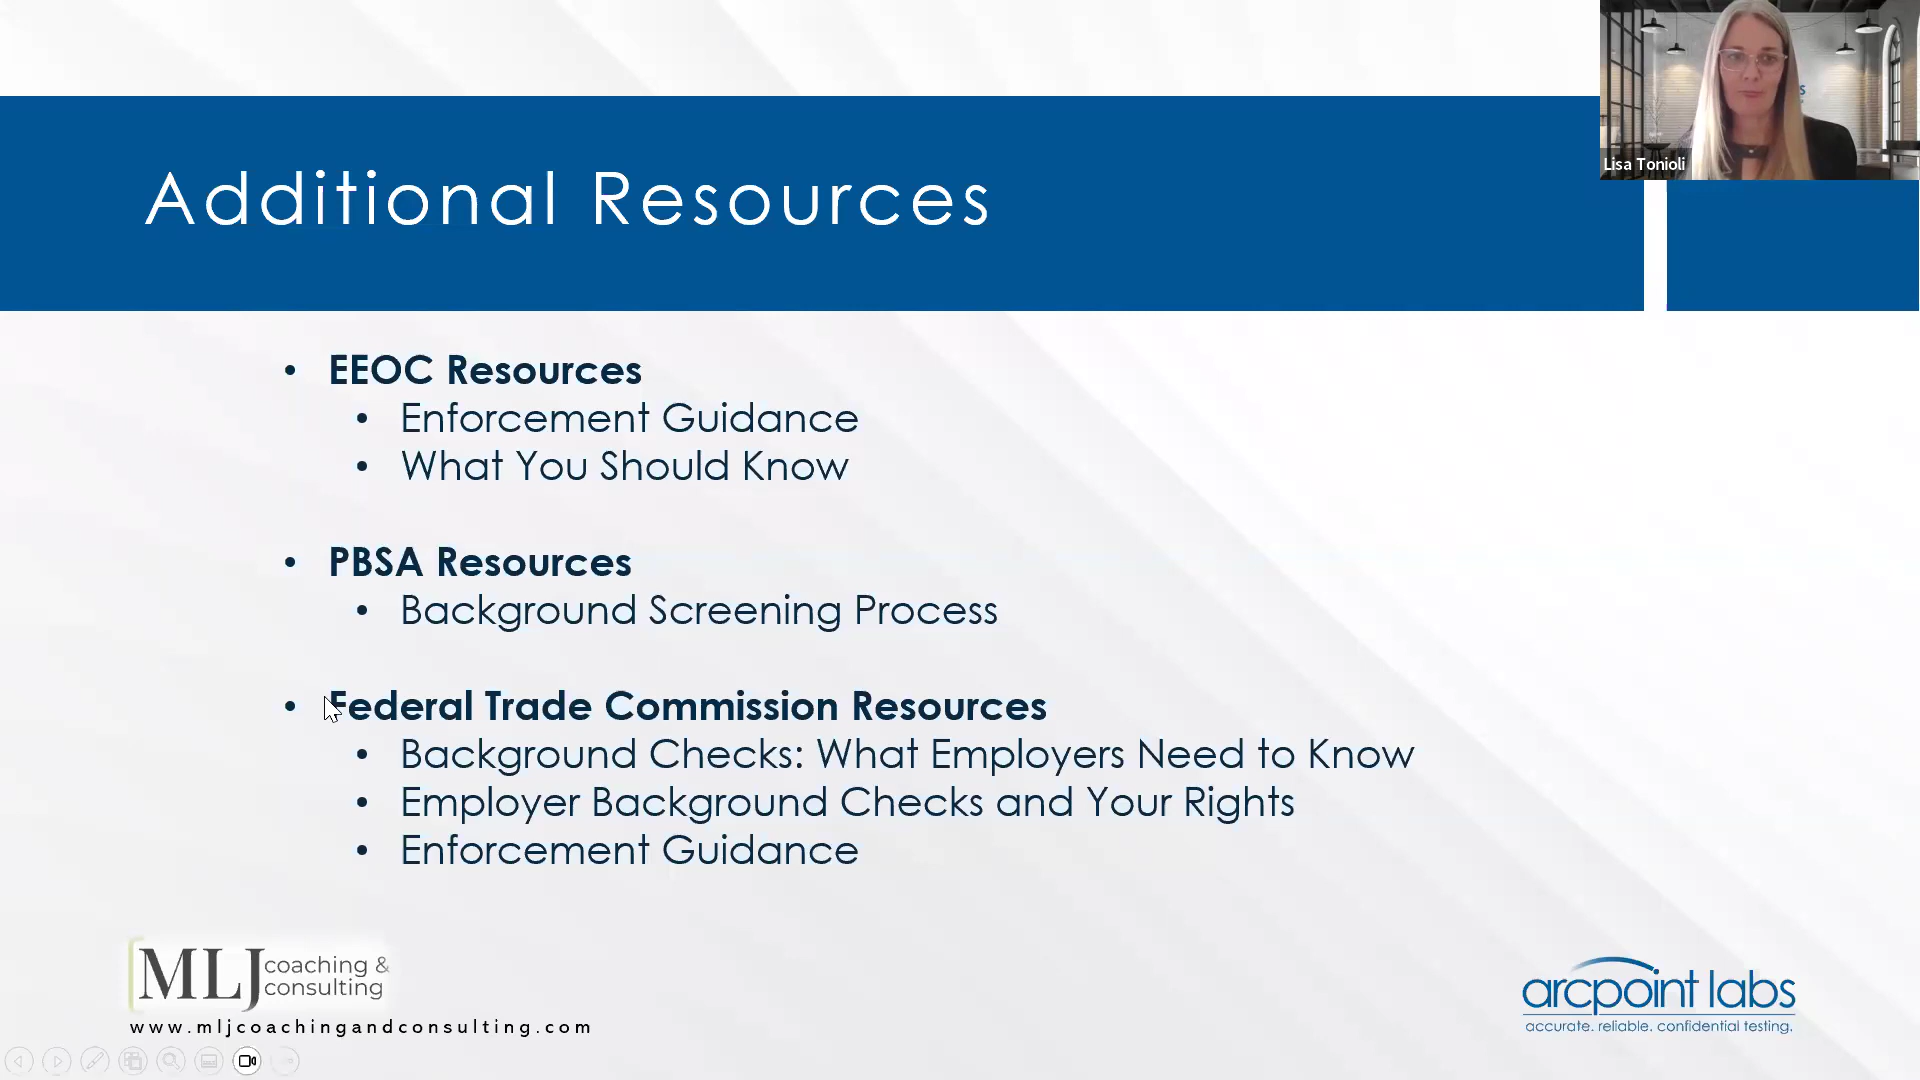 Lisa Tonioli
Additional Resources
• EEOC Resources
• Enforcement Guidance
• What You Should Know
• PBSA Resources
• Background Screening Process
• Federal Trade Commission Resources
• Background Checks: What Employers Need to Know
• Employer Background Checks and Your Rights
• Enforcement Guidance
MLJ coaching &
consulting
www.mljcoachingandconsulting.com
arcpoint labs
accurate. reliable. confidential testing.